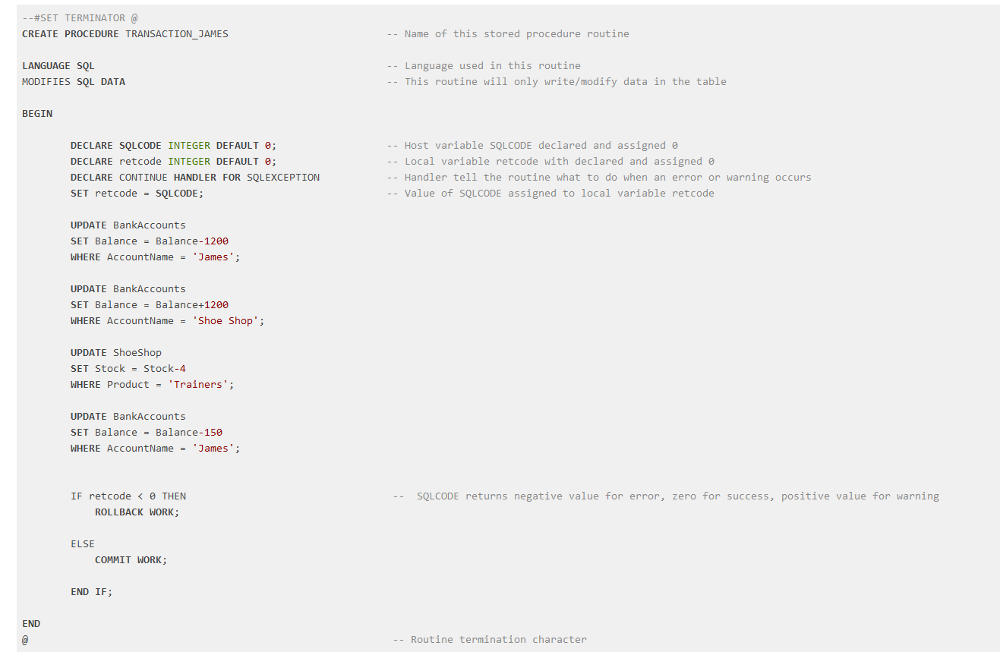 --#SET TERMINATOR @
CREATE PROCEDURE TRANSACTION_JAMES -- Name of this stored procedure routine
LANGUAGE SQL -- Language used in this routine
MODIFIES SQL DATA -- This routine will only write/modify data in the table
BEGIN
DECLARE SQLCODE INTEGER DEFAULT 0; -- Host variable SQLCODE declared and assigned 0
DECLARE retcode INTEGER DEFAULT 0; -- Local variable retcode with declared and assigned 0
DECLARE CONTINUE HANDLER FOR SQLEXCEPTION -- Handler tell the routine what to do when an error or warning occurs
SET retcode = SQLCODE; -- Value of SQLCODE assigned to local variable retcode
UPDATE BankAccounts
SET Balance = Balance-1200
WHERE AccountName = 'James';
UPDATE BankAccounts
SET Balance = Balance+1200
WHERE AccountName = 'Shoe Shop';
UPDATE ShoeShop
SET Stock = Stock-4
WHERE Product = 'Trainers';
UPDATE BankAccounts
SET Balance = Balance-150
WHERE AccountName = 'James';
IF retcode < 0 THEN -- SQLCODE returns negative value for error, zero for success, positive value for warning
ROLLBACK WORK;
ELSE
COMMIT WORK;
END IF;
END
@ -- Routine termination character